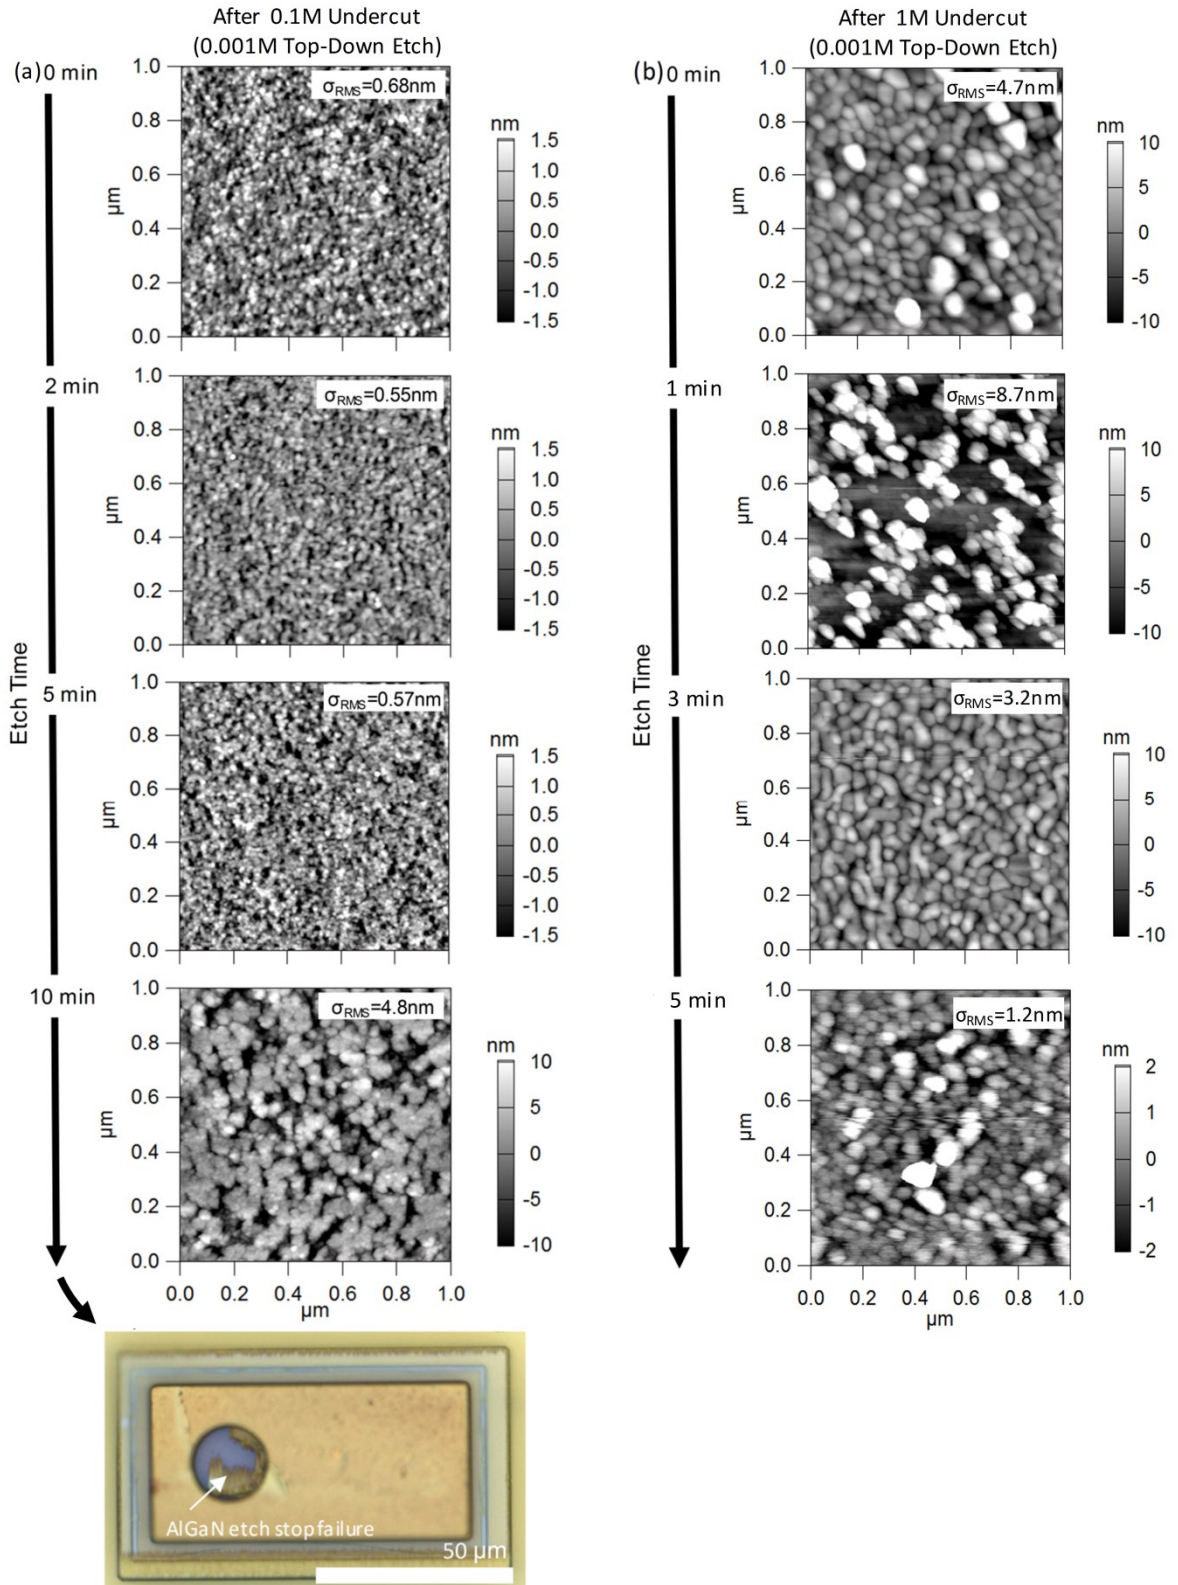 After 0.1M Undercut
(0.001M Top-Down Etch)
After 1M Undercut
(0.001M Top-Down Etch)
(a) 0 min
σRMS=0.68nm
1.0
0.8
0.6
0.4
0.2
0.0
µm
nm
1.5
1.0
0.5
0.0
-0.5
-1.0
-1.5
2 min
σRMS=0.55nm
1.0
0.8
0.6
0.4
0.2
0.0
µm
nm
1.5
1.0
0.5
0.0
-0.5
-1.0
-1.5
Etch Time
5 min
σRMS=0.57nm
1.0
0.8
0.6
0.4
0.2
0.0
µm
nm
1.5
1.0
0.5
0.0
-0.5
-1.0
-1.5
10 min
σRMS=4.8nm
1.0
0.8
0.6
0.4
0.2
0.0
µm
nm
10
5
0
-5
-10
0.0 0.2 0.4 0.6 0.8 1.0
µm
AlGaN etch stop failure
50 µm
(b) 0 min
σRMS=4.7nm
1.0
0.8
0.6
0.4
0.2
0.0
µm
nm
10
5
0
-5
-10
1 min
σRMS=8.7nm
1.0
0.8
0.6
0.4
0.2
0.0
µm
nm
10
5
0
-5
-10
Etch Time
3 min
σRMS=3.2nm
1.0
0.8
0.6
0.4
0.2
0.0
µm
nm
10
5
0
-5
-10
5 min
σRMS=1.2nm
1.0
0.8
0.6
0.4
0.2
0.0
µm
nm
2
1
0
-1
-2
0.0 0.2 0.4 0.6 0.8 1.0
µm